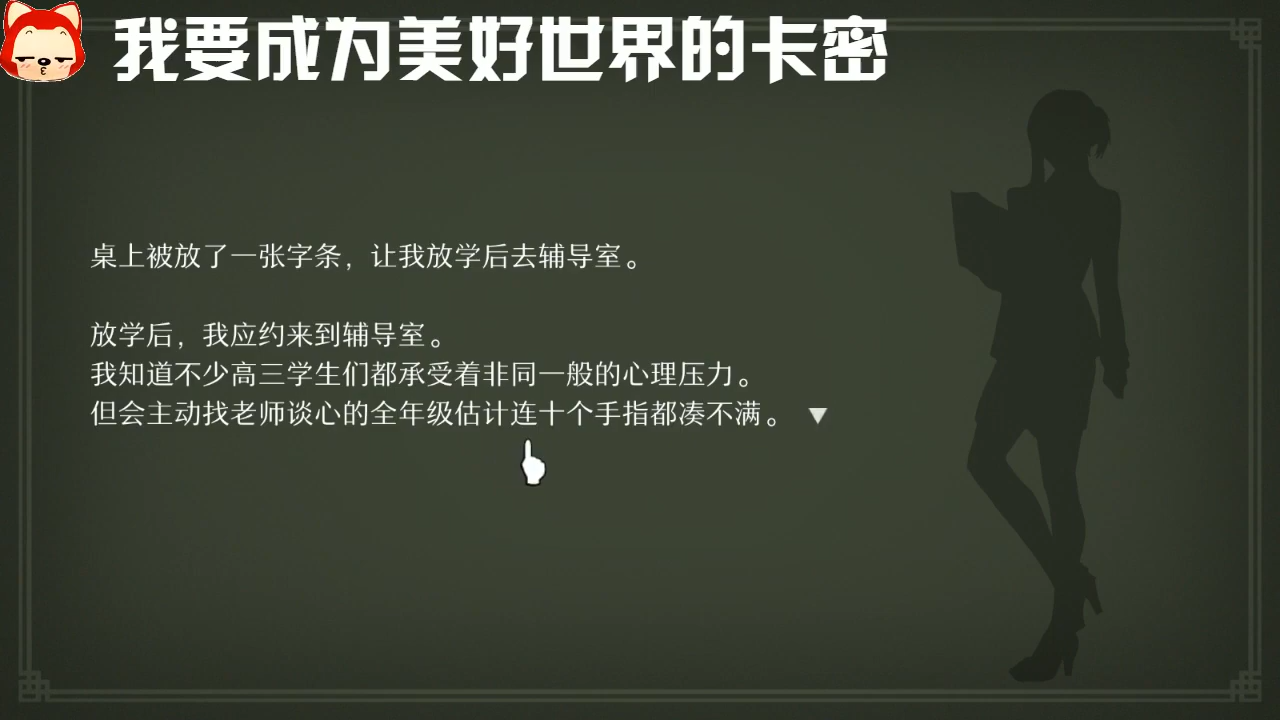 我要成为美好世界的卡密
桌上被放了一张字条，让我放学后去辅导室。
放学后，我应约来到辅导室。
我知道不少高三学生们都承受着非同一般的心理压力。
但会主动找老师谈心的全年级估计连十个手指都凑不满。